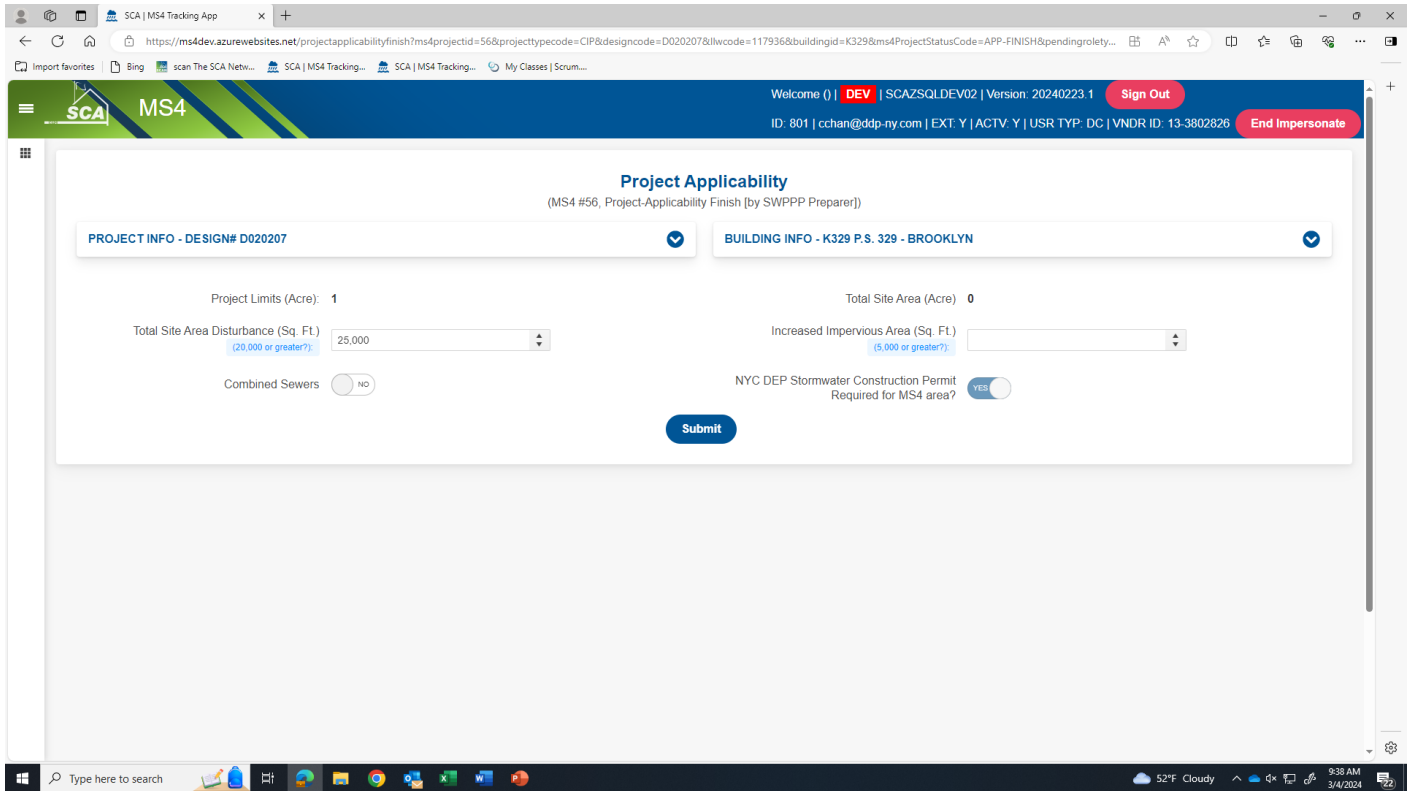 SCA | MS4 Tracking App
https://ms4dev.azurewebsites.net/projectapplicabilityfinish?ms4projectid=56&projecttypecode=CIP&designcode=D020207&llwcode=117936&buildingid=K329&ms4ProjectStatusCode=APP-FINISH&pendingrolety...
Import favorites
Bing
scan The SCA Netw...
SCA | MS4 Tracking...
SCA | MS4 Tracking...
My Classes | Scrum....
SCA
MS4
Welcome () | DEV | SCAZSQLDEV02 | Version: 20240223.1
Sign Out
ID: 801 | cchan@ddp-ny.com | EXT: Y | ACTV: Y | USR TYP: DC | VNDR ID: 13-3802826
End Impersonate
Project Applicability
(MS4 #56, Project-Applicability Finish [by SWPPP Preparer])
PROJECT INFO - DESIGN# D020207
BUILDING INFO - K329 P.S. 329 - BROOKLYN
Project Limits (Acre): 1
Total Site Area (Acre) 0
Total Site Area Disturbance (Sq. Ft.)
(20,000 or greater?):
25,000
Increased Impervious Area (Sq. Ft.)
(5,000 or greater?):
Combined Sewers
NO
NYC DEP Stormwater Construction Permit
Required for MS4 area?
YES
Submit
Type here to search
52°F Cloudy
9:38 AM
3/4/2024
22